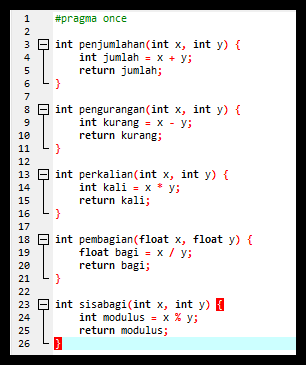 1 #pragma once
2
3 int penjumlahan(int x, int y) {
4 int jumlah = x + y;
5 return jumlah;
6 }
7
8 int pengurangan(int x, int y) {
9 int kurang = x - y;
10 return kurang;
11 }
12
13 int perkalian(int x, int y) {
14 int kali = x * y;
15 return kali;
16 }
17
18 int pembagian(float x, float y) {
19 float bagi = x / y;
20 return bagi;
21 }
22
23 int sisabagi(int x, int y) {
24 int modulus = x % y;
25 return modulus;
26 }